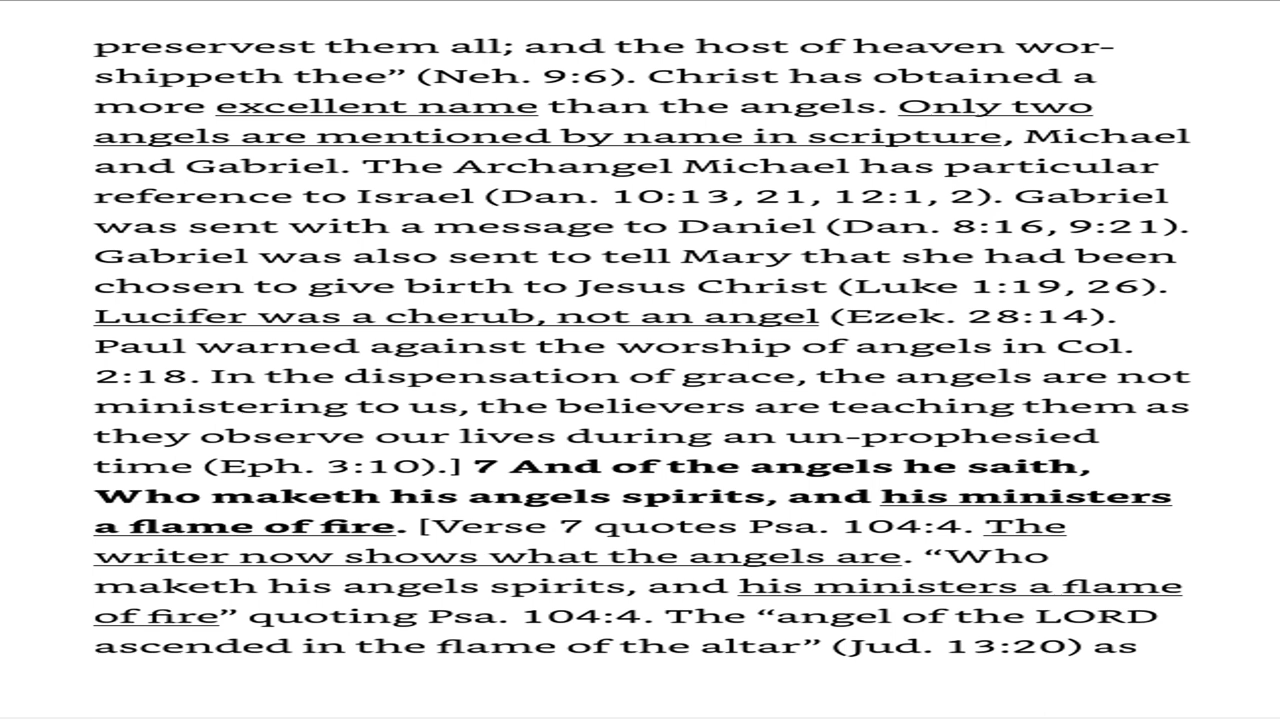 preservest them all; and the host of heaven wor-
shippeth thee” (Neh. 9:6). Christ has obtained a
more excellent name than the angels. Only two
angels are mentioned by name in scripture, Michael
and Gabriel. The Archangel Michael has particular
reference to Israel (Dan. 10:13, 21, 12:1, 2). Gabriel
was sent with a message to Daniel (Dan. 8:16, 9:21).
Gabriel was also sent to tell Mary that she had been
chosen to give birth to Jesus Christ (Luke 1:19, 26).
Lucifer was a cherub, not an angel (Ezek. 28:14).
Paul warned against the worship of angels in Col.
2:18. In the dispensation of grace, the angels are not
ministering to us, the believers are teaching them as
they observe our lives during an un-prophesied
time (Eph. 3:10).] 7 And of the angels he saith,
Who maketh his angels spirits, and his ministers
a flame of fire. [Verse 7 quotes Psa. 104:4. The
writer now shows what the angels are. “Who
maketh his angels spirits, and his ministers a flame
of fire” quoting Psa. 104:4. The “angel of the LORD
ascended in the flame of the altar” (Jud. 13:20) as